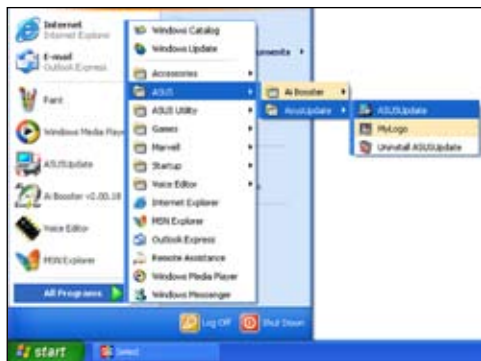 Internet
Internet Explorer
E-mail
Outlook Express
Paint
Windows Media Player
ASUSUpdate
Ai Booster v2.00.18
Voice Editor
MSN Explorer
All Programs
Windows Catalog
Windows Update
Accessories
ASUS
ASUS Utility
Games
Marvell
Startup
Voice Editor
Internet Explorer
MSN Explorer
Outlook Express
Remote Assistance
Windows Media Player
Windows Messenger
Ai Booster
AsusUpdate
ASUSUpdate
MyLogo
Uninstall ASUSUpdate
Log Off
Shut Down
start